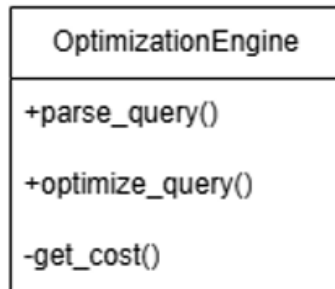 OptimizationEngine
+parse_query()
+optimize_query()
-get_cost()